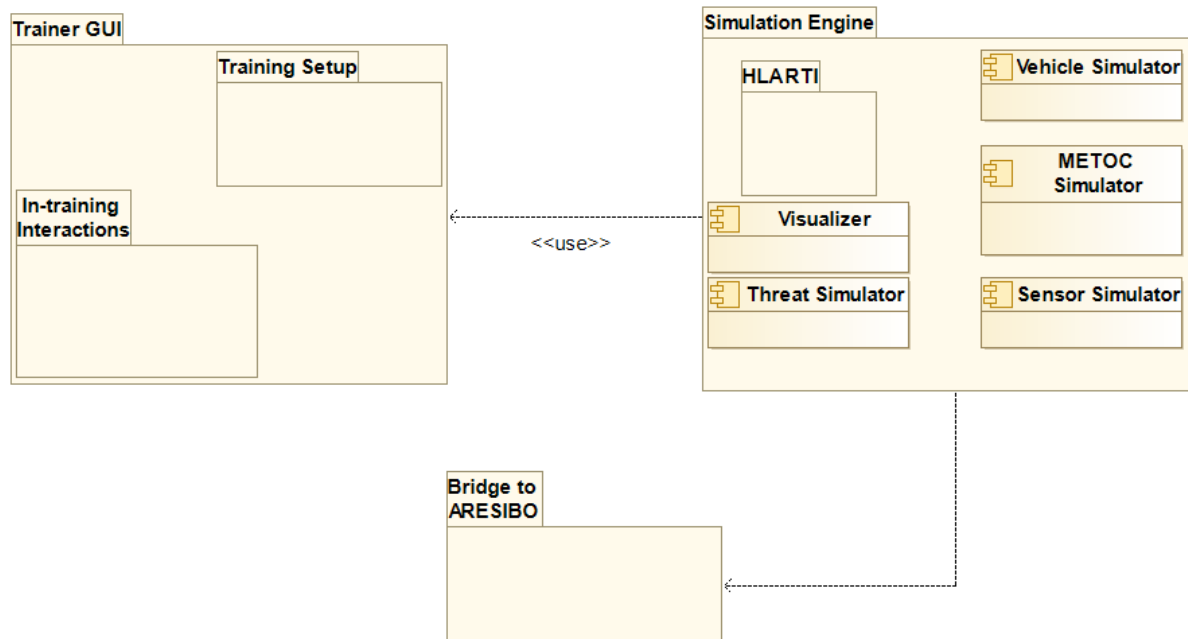 Trainer GUI
Training Setup
In-training
Interactions
<<use>>
Simulation Engine
HLARTI
Vehicle Simulator
METOC
Simulator
Visualizer
Threat Simulator
Sensor Simulator
Bridge to
ARESIBO